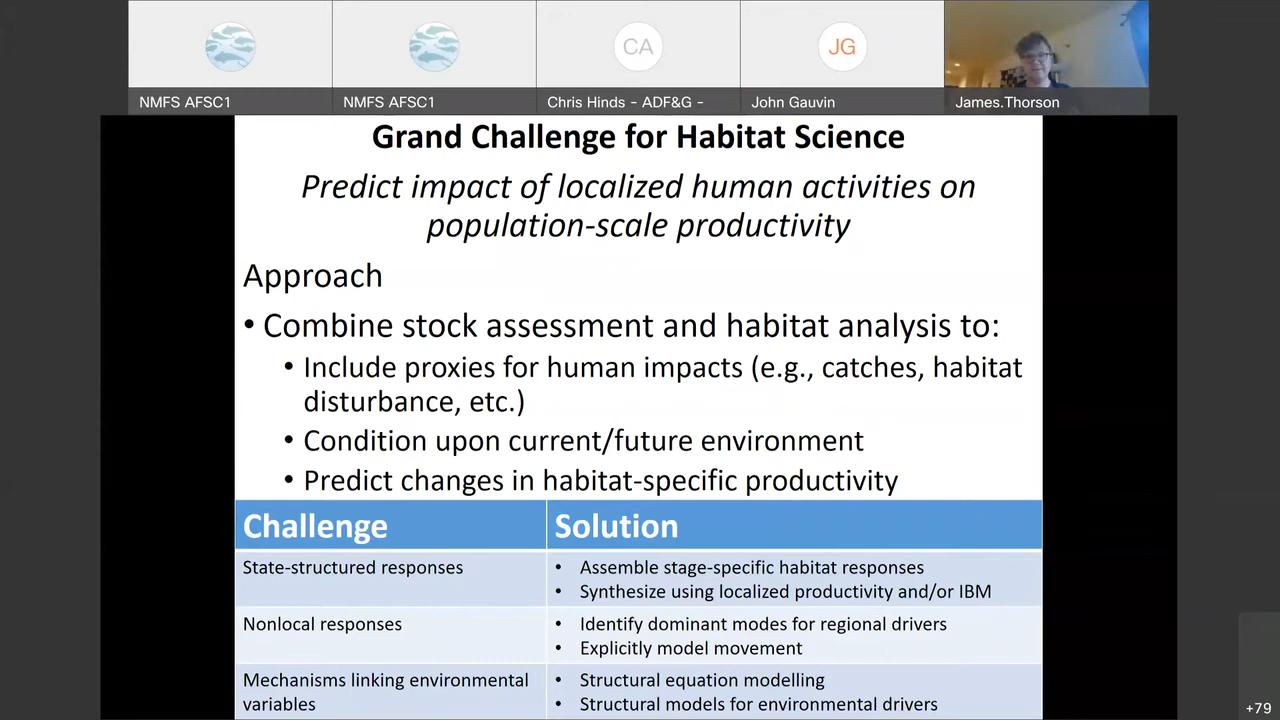 CA
JG
NMFS AFSC1
NMFS AFSC1
Chris Hinds - ADF&G -
John Gauvin
James.Thorson
Grand Challenge for Habitat Science
Predict impact of localized human activities on
population-scale productivity
Approach
• Combine stock assessment and habitat analysis to:
• Include proxies for human impacts (e.g., catches, habitat
disturbance, etc.)
• Condition upon current/future environment
• Predict changes in habitat-specific productivity
Challenge
Solution
State-structured responses
• Assemble stage-specific habitat responses
• Synthesize using localized productivity and/or IBM
Nonlocal responses
• Identify dominant modes for regional drivers
• Explicitly model movement
Mechanisms linking environmental
variables
• Structural equation modelling
• Structural models for environmental drivers
+79